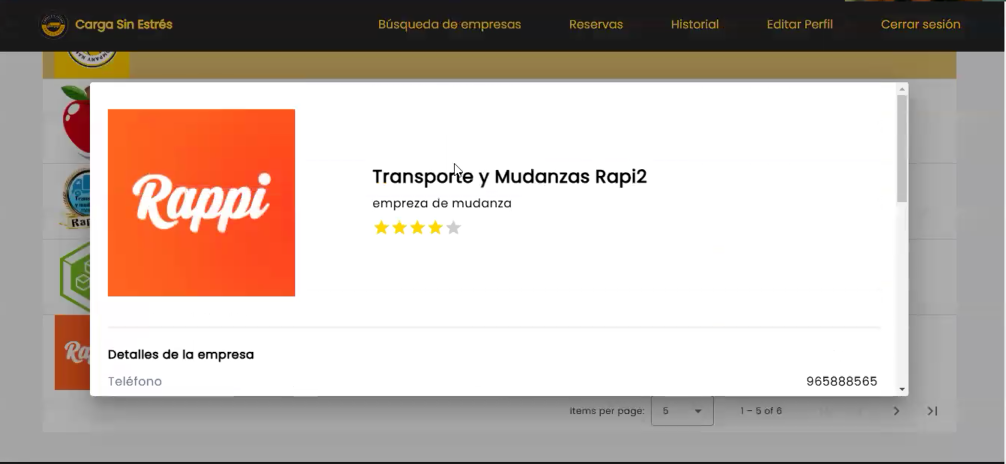 Carga Sin Estrés Búsqueda de empresas Reservas Historial Editar Perfil Cerrar sesión
Rappi
Transporte y Mudanzas Rapi2
empreza de mudanza
Detalles de la empresa
Teléfono 965888565
items per page: 5 1 – 5 of 6